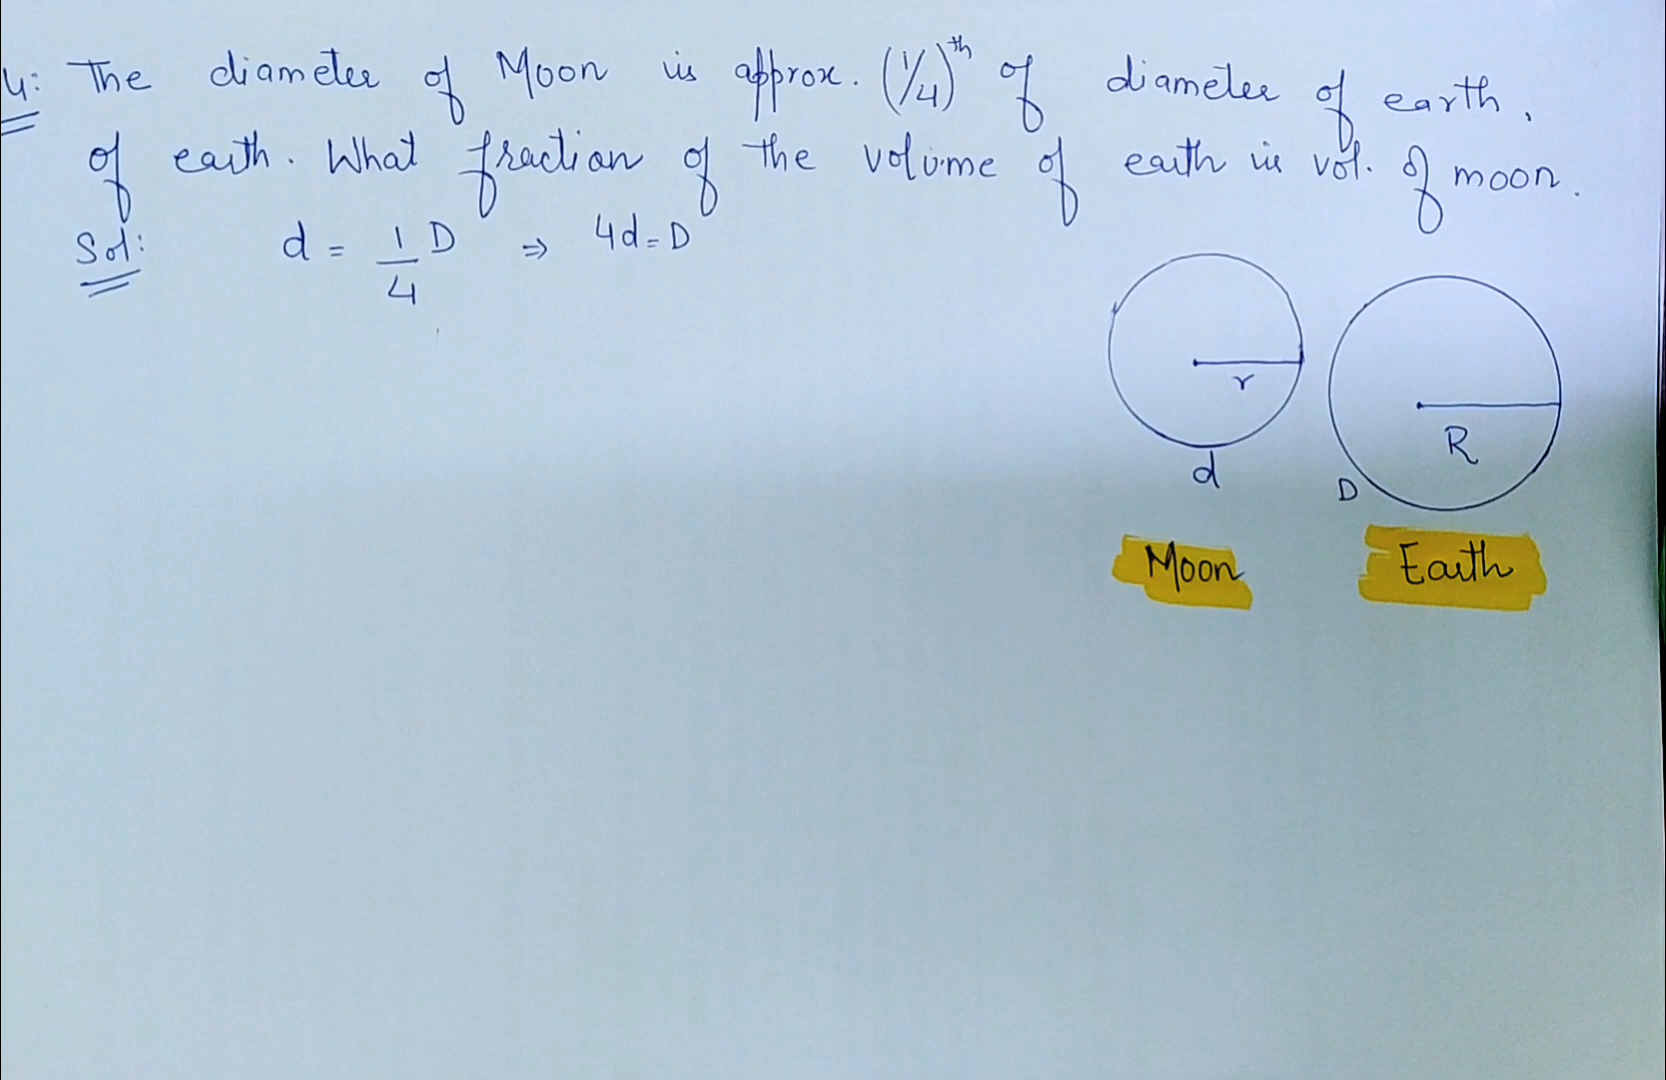 4: The diameter of Moon is approx. (1/4)th of diameter of earth,
of earth. What fraction of the volume of earth is vol. of moon.
Sol: d = 1/4 D ⇒ 4d = D
r
R
d
D
Moon Earth